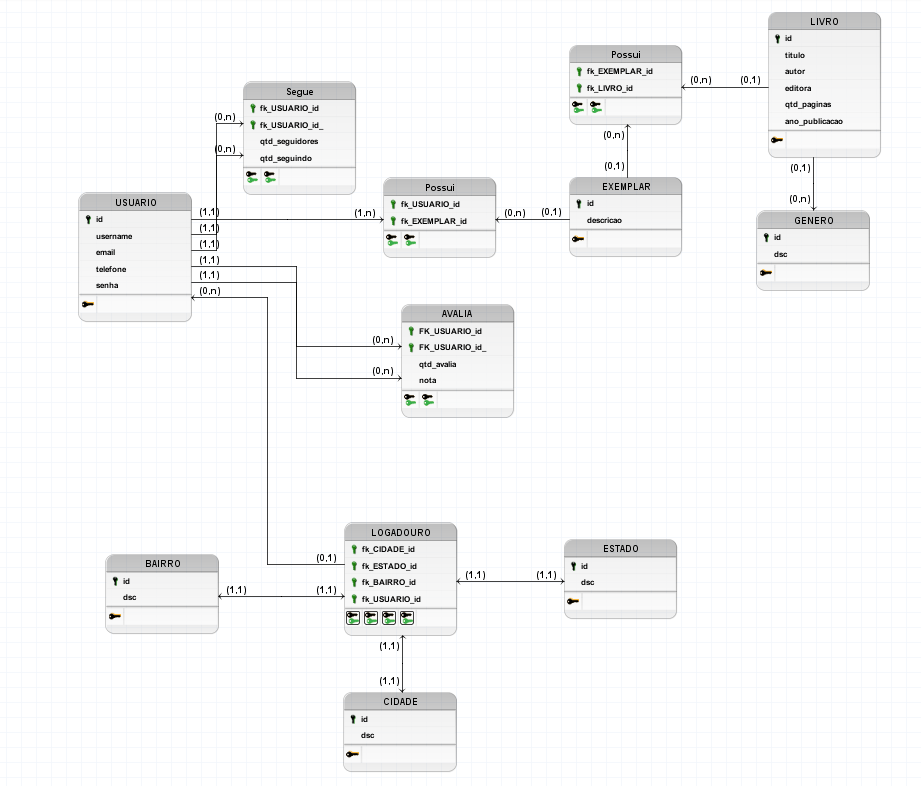 LIVRO
id
titulo
autor
editora
qtd_paginas
ano_publicacao
Possui
fk_EXEMPLAR_id
fk_LIVRO_id
(0,n)
(0,1)
Segue
fk_USUARIO_id
fk_USUARIO_id_
qtd_seguidores
qtd_seguindo
(0,n)
(0,n)
(0,n)
(0,1)
(0,1)
(0,n)
USUARIO
id
username
email
telefone
senha
(1,1)
(1,1)
(1,1)
(1,1)
(1,1)
(0,n)
Possui
fk_USUARIO_id
fk_EXEMPLAR_id
(1,n)
(0,n)
(0,1)
EXEMPLAR
id
descricao
GENERO
id
dsc
AVALIA
FK_USUARIO_id
FK_USUARIO_id_
qtd_avalia
nota
(0,n)
(0,n)
LOGADOURO
fk_CIDADE_id
fk_ESTADO_id
fk_BAIRRO_id
fk_USUARIO_id
(0,1)
BAIRRO
id
dsc
(1,1)
(1,1)
(1,1)
(1,1)
ESTADO
id
dsc
(1,1)
(1,1)
CIDADE
id
dsc